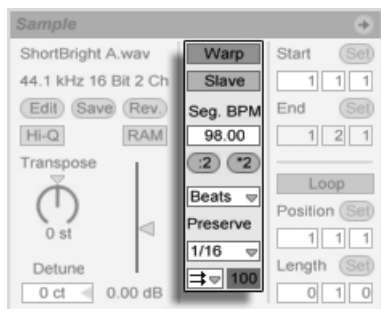 Sample
ShortBright A.wav
44.1 kHz 16 Bit 2 Ch
Edit Save Rev.
Hi-Q RAM
Transpose
0 st
Detune
0 ct 0.00 dB
Warp
Slave
Seg. BPM
98.00
:2 *2
Beats
Preserve
1/16
100
Start Set
1 1 1
End Set
1 2 1
Loop
Position Set
1 1 1
Length Set
0 1 0